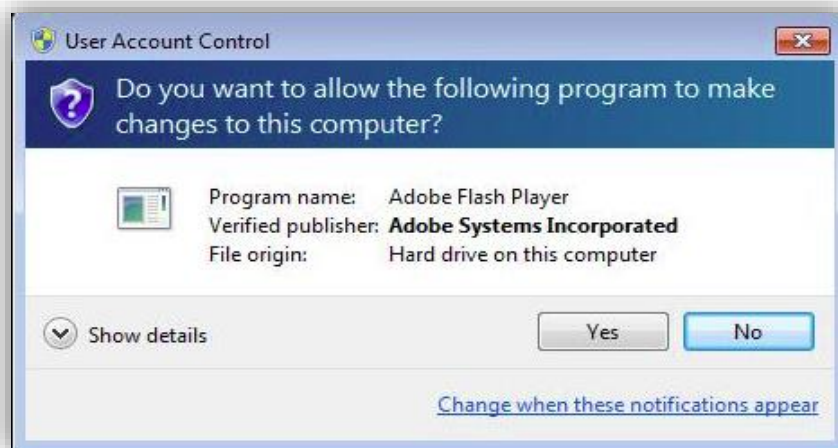 User Account Control
Do you want to allow the following program to make
changes to this computer?
Program name: Adobe Flash Player
Verified publisher: Adobe Systems Incorporated
File origin: Hard drive on this computer
Show details Yes No
Change when these notifications appear